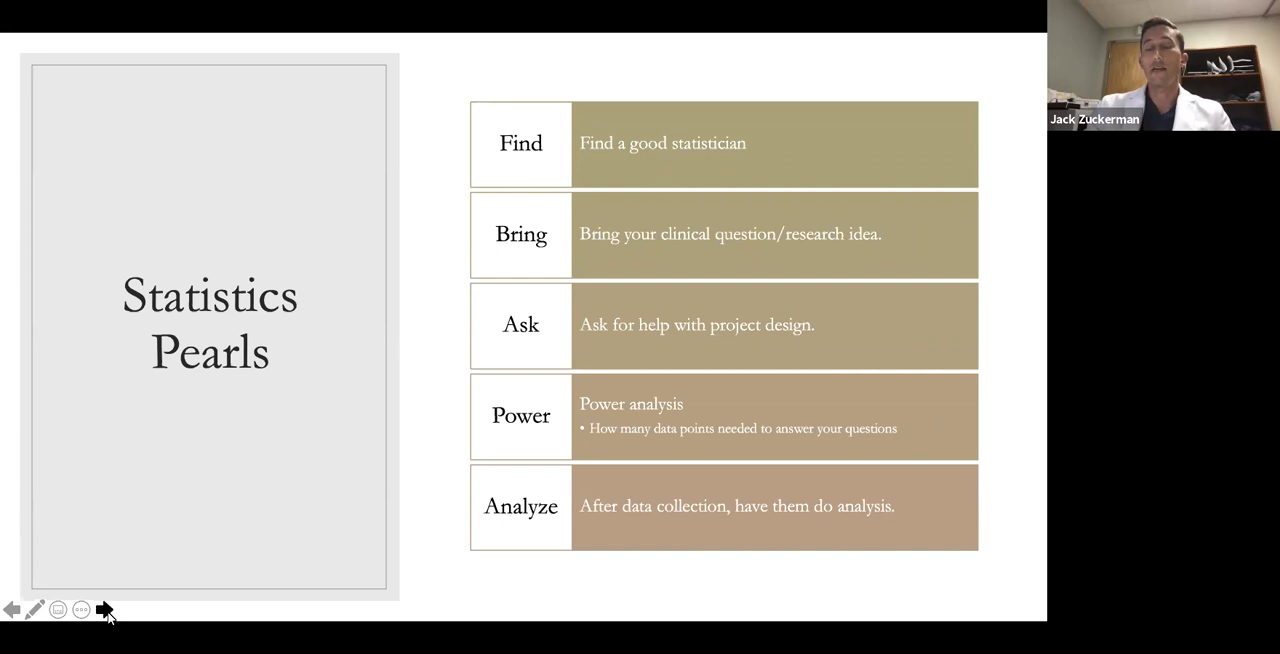 Statistics
Pearls
Find
Find a good statistician
Bring
Bring your clinical question/research idea.
Ask
Ask for help with project design.
Power
Power analysis
• How many data points needed to answer your questions
Analyze
After data collection, have them do analysis.
Jack Zuckerman